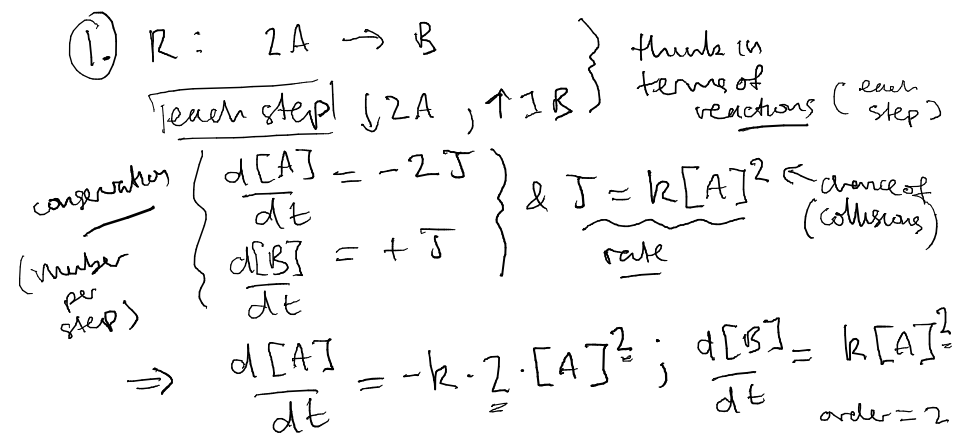 1. R: 2A → B
each step ↓2A, ↑1B } think in terms of reactions (each step)
conservation (number per step)
d[A]/dt = -2J
d[B]/dt = +J
& J = k[A]² ← chance of (collisions)
rate
⇒ d[A]/dt = -k·2·[A]²; d[B]/dt = k[A]²
order = 2